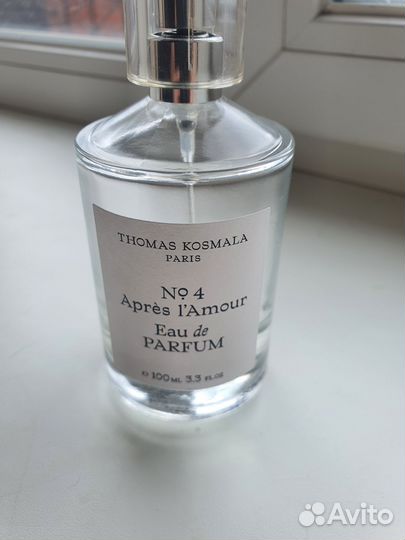 THOMAS KOSMALA
PARIS
Nº 4
Après l'Amour
Eau de
PARFUM
e 100 ML 3.3 FL OZ
Avito